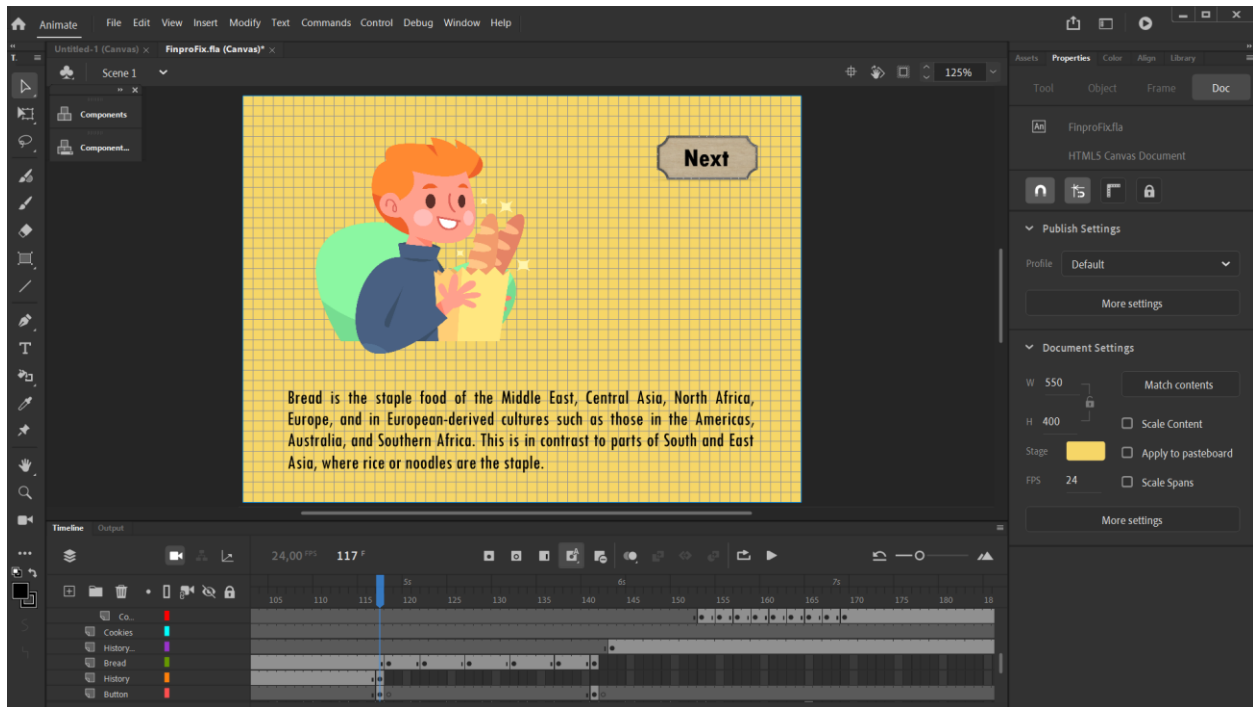 Animate File Edit View Insert Modify Text Commands Control Debug Window Help
Untitled-1 (Canvas) × FinproFix.fla (Canvas)* ×
Scene 1 125%
Components
Component...
Next
Bread is the staple food of the Middle East, Central Asia, North Africa,
Europe, and in European-derived cultures such as those in the Americas,
Australia, and Southern Africa. This is in contrast to parts of South and East
Asia, where rice or noodles are the staple.
Assets Properties Color Align Library
Tool Object Frame Doc
An FinproFix.fla
HTML5 Canvas Document
Publish Settings
Profile Default
More settings
Document Settings
W 550 Match contents
H 400 Scale Content
Stage Apply to pasteboard
FPS 24 Scale Spans
More settings
Timeline Output
24,00 FPS 117 F
5s 6s 7s
105 110 115 120 125 130 135 140 145 150 155 160 165 170 175 180 18
Co...
Cookies
History...
Bread
History
Button